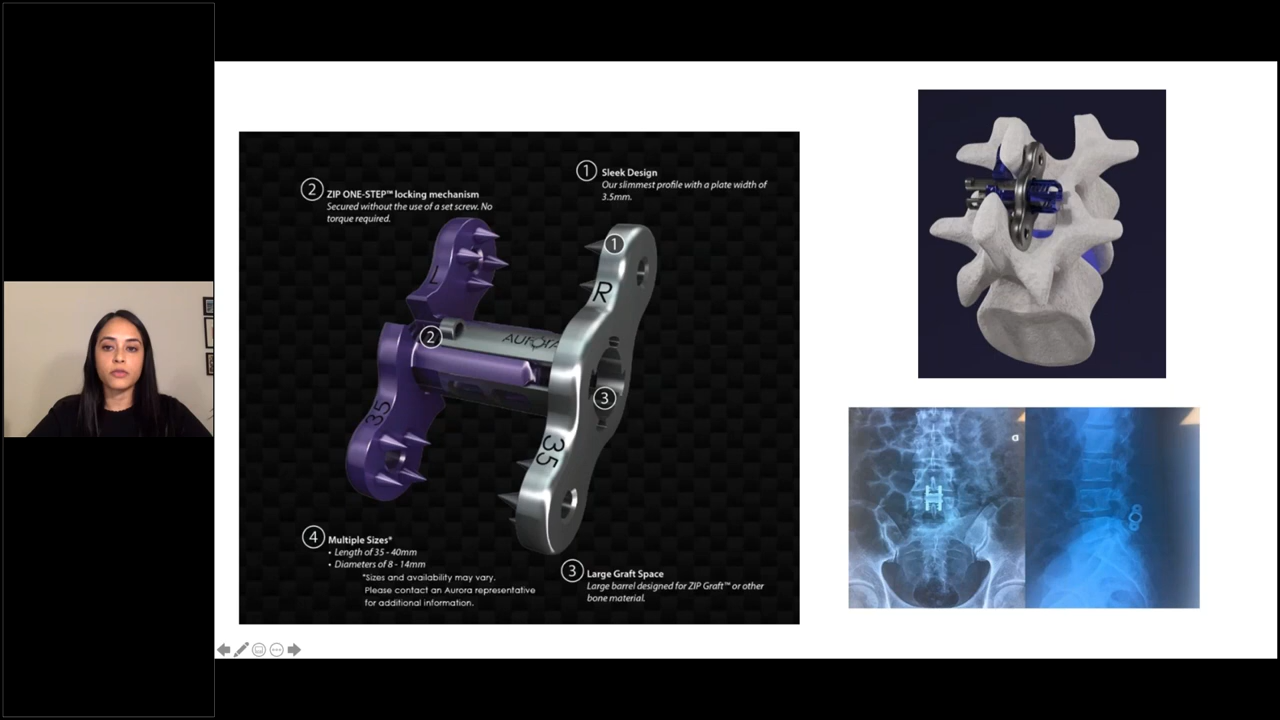 1
Sleek Design
Our slimmest profile with a plate width of
3.5mm.
2
ZIP ONE-STEP™ locking mechanism
Secured without the use of a set screw. No
torque required.
1
R
L
2
AURORA
3
35
35
4
Multiple Sizes*
• Length of 35 - 40mm
• Diameters of 8 - 14mm
*Sizes and availability may vary.
Please contact an Aurora representative
for additional information.
3
Large Graft Space
Large barrel designed for ZIP Graft™ or other
bone material.